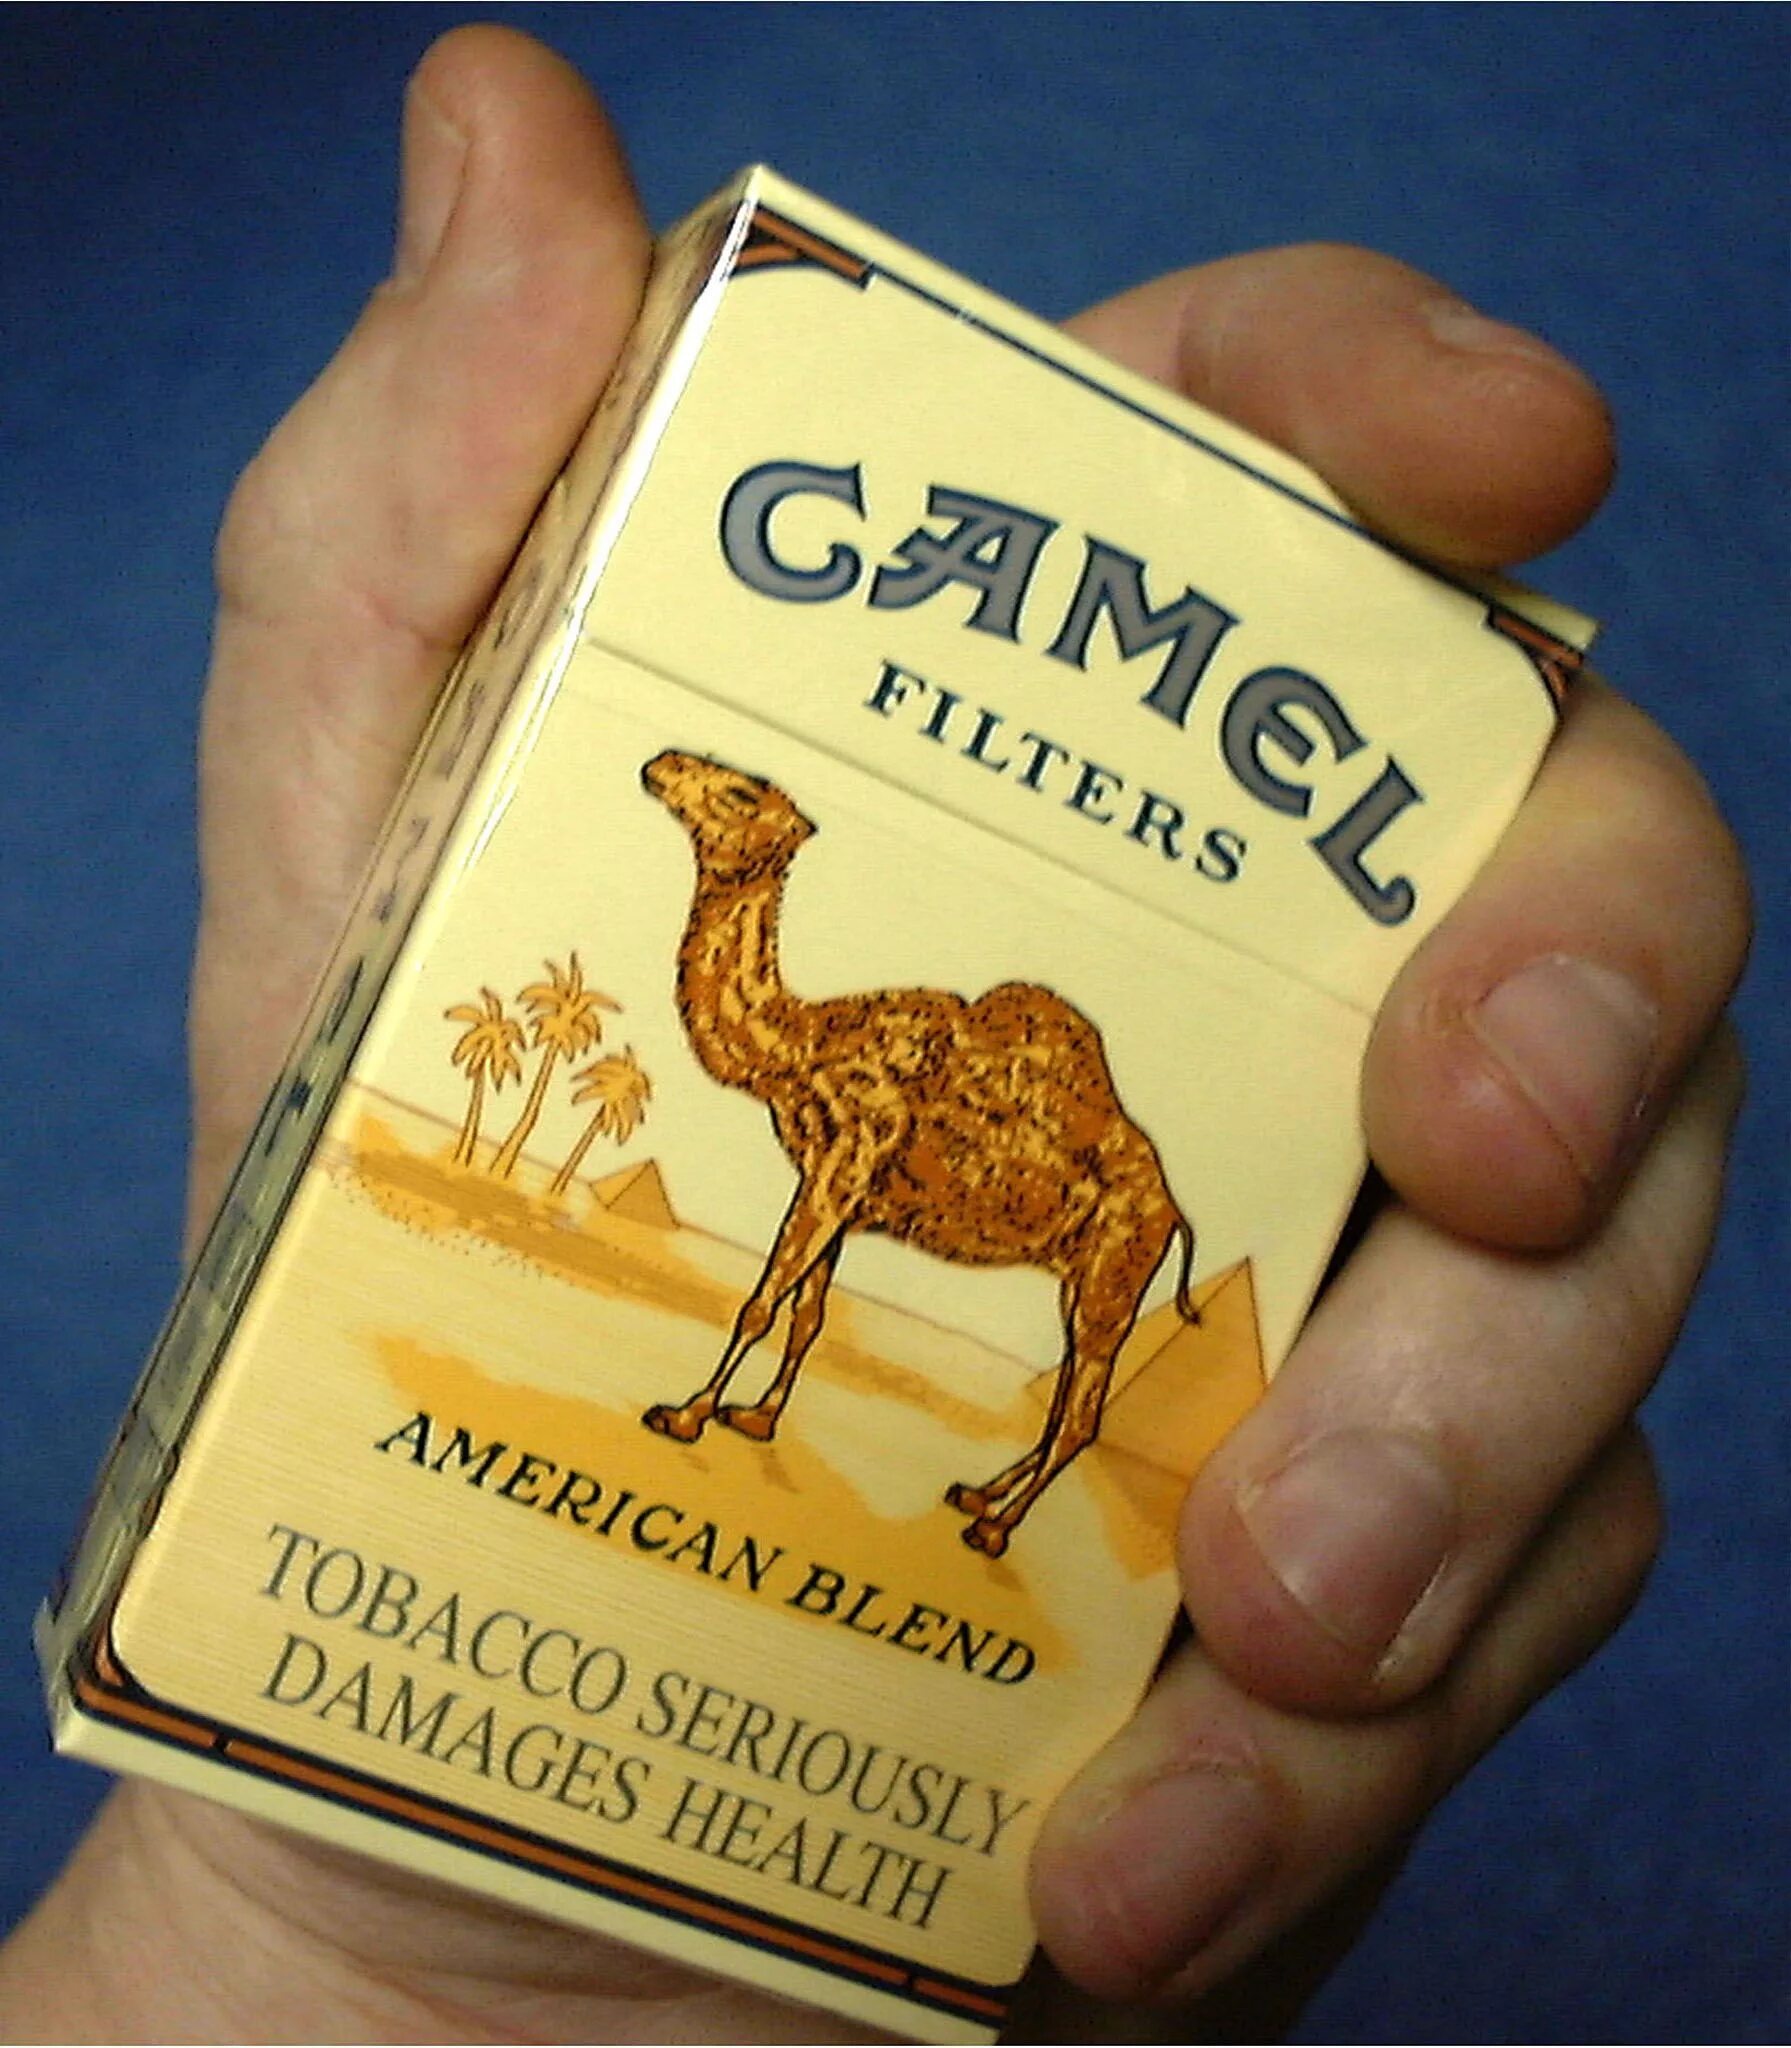 CAMEL
FILTERS
AMERICAN BLEND
TOBACCO SERIOUSLY
DAMAGES HEALTH